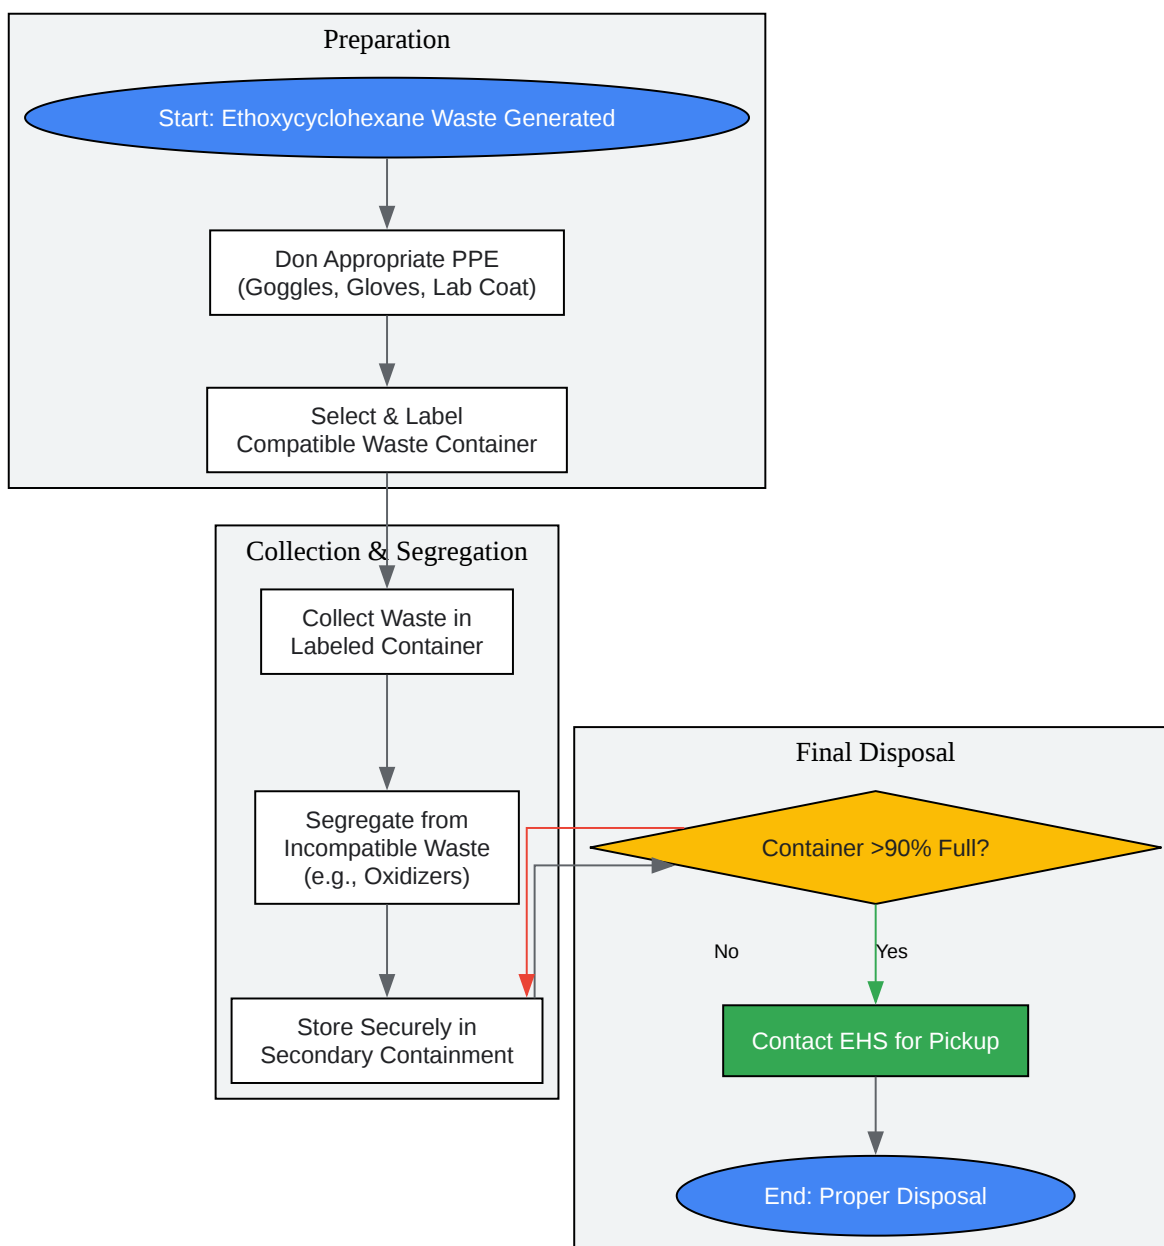 Preparation
Start: Ethoxycyclohexane Waste Generated
Don Appropriate PPE
(Goggles, Gloves, Lab Coat)
Select & Label
Compatible Waste Container
Collection & Segregation
Collect Waste in
Labeled Container
Segregate from
Incompatible Waste
(e.g., Oxidizers)
Store Securely in
Secondary Containment
Final Disposal
Container >90% Full?
No
Yes
Contact EHS for Pickup
End: Proper Disposal